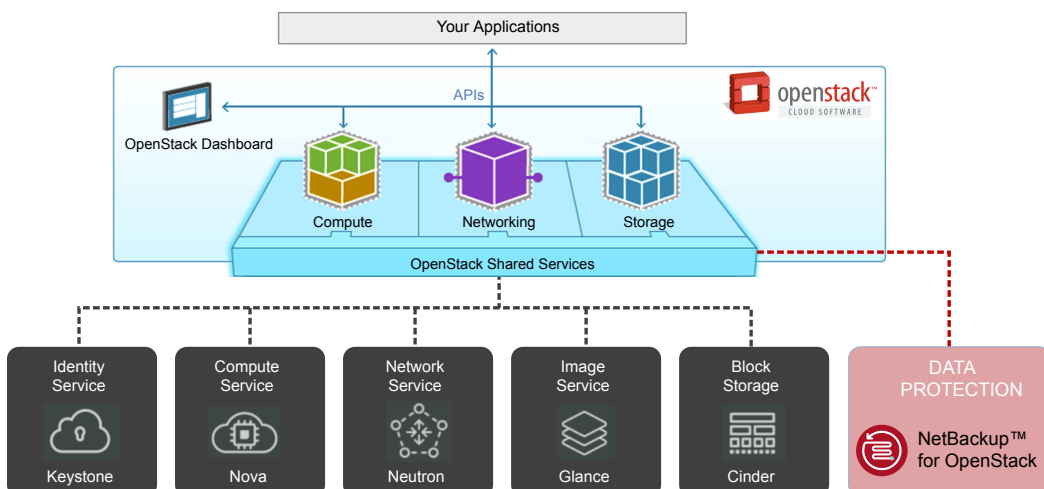 Your Applications
APIs
openstack™
CLOUD SOFTWARE
OpenStack Dashboard
Compute
Networking
Storage
OpenStack Shared Services
Identity
Service
Keystone
Compute
Service
Nova
Network
Service
Neutron
Image
Service
Glance
Block
Storage
Cinder
DATA
PROTECTION
NetBackup™
for OpenStack